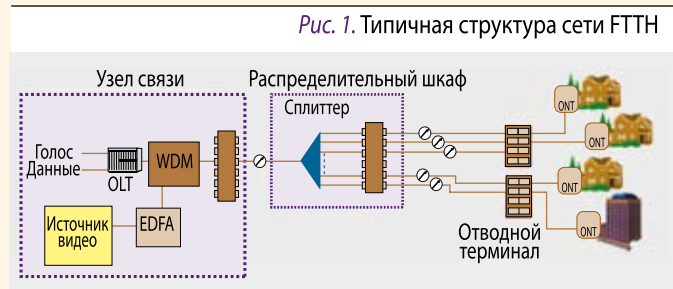 Рис. 1. Типичная структура сети FTTH
Узел связи
Распределительный шкаф
Сплиттер
Голос
Данные
OLT
WDM
Источник
видео
EDFA
Отводной
терминал
ONT
ONT
ONT
ONT